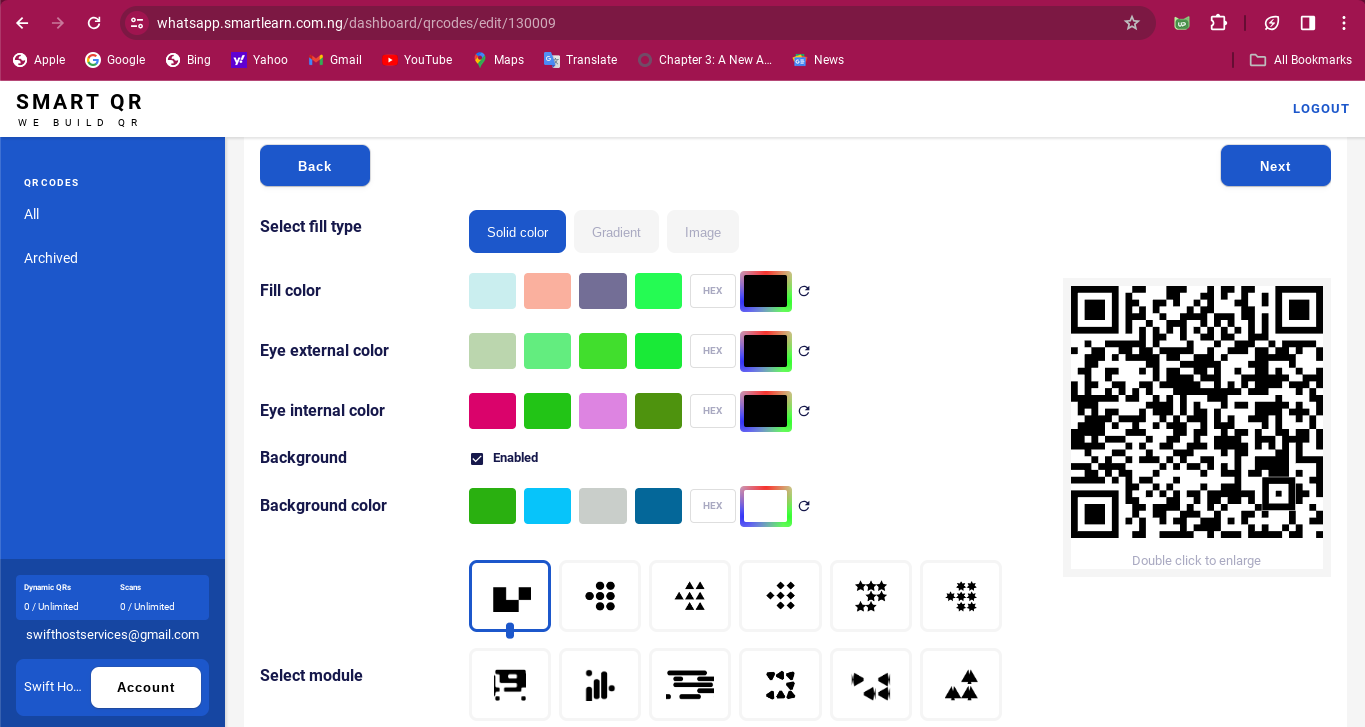 whatsapp.smartlearn.com.ng/dashboard/qrcodes/edit/130009
Apple Google Bing Yahoo Gmail YouTube Maps Translate Chapter 3: A New A... News All Bookmarks
SMART QR
WE BUILD QR
LOGOUT
QRCODES
All
Archived
Dynamic QRs Scans
0 / Unlimited 0 / Unlimited
swifthostservices@gmail.com
Swift Ho... Account
Back Next
Select fill type Solid color Gradient Image
Fill color HEX
Eye external color HEX
Eye internal color HEX
Background Enabled
Background color HEX
Double click to enlarge
Select module